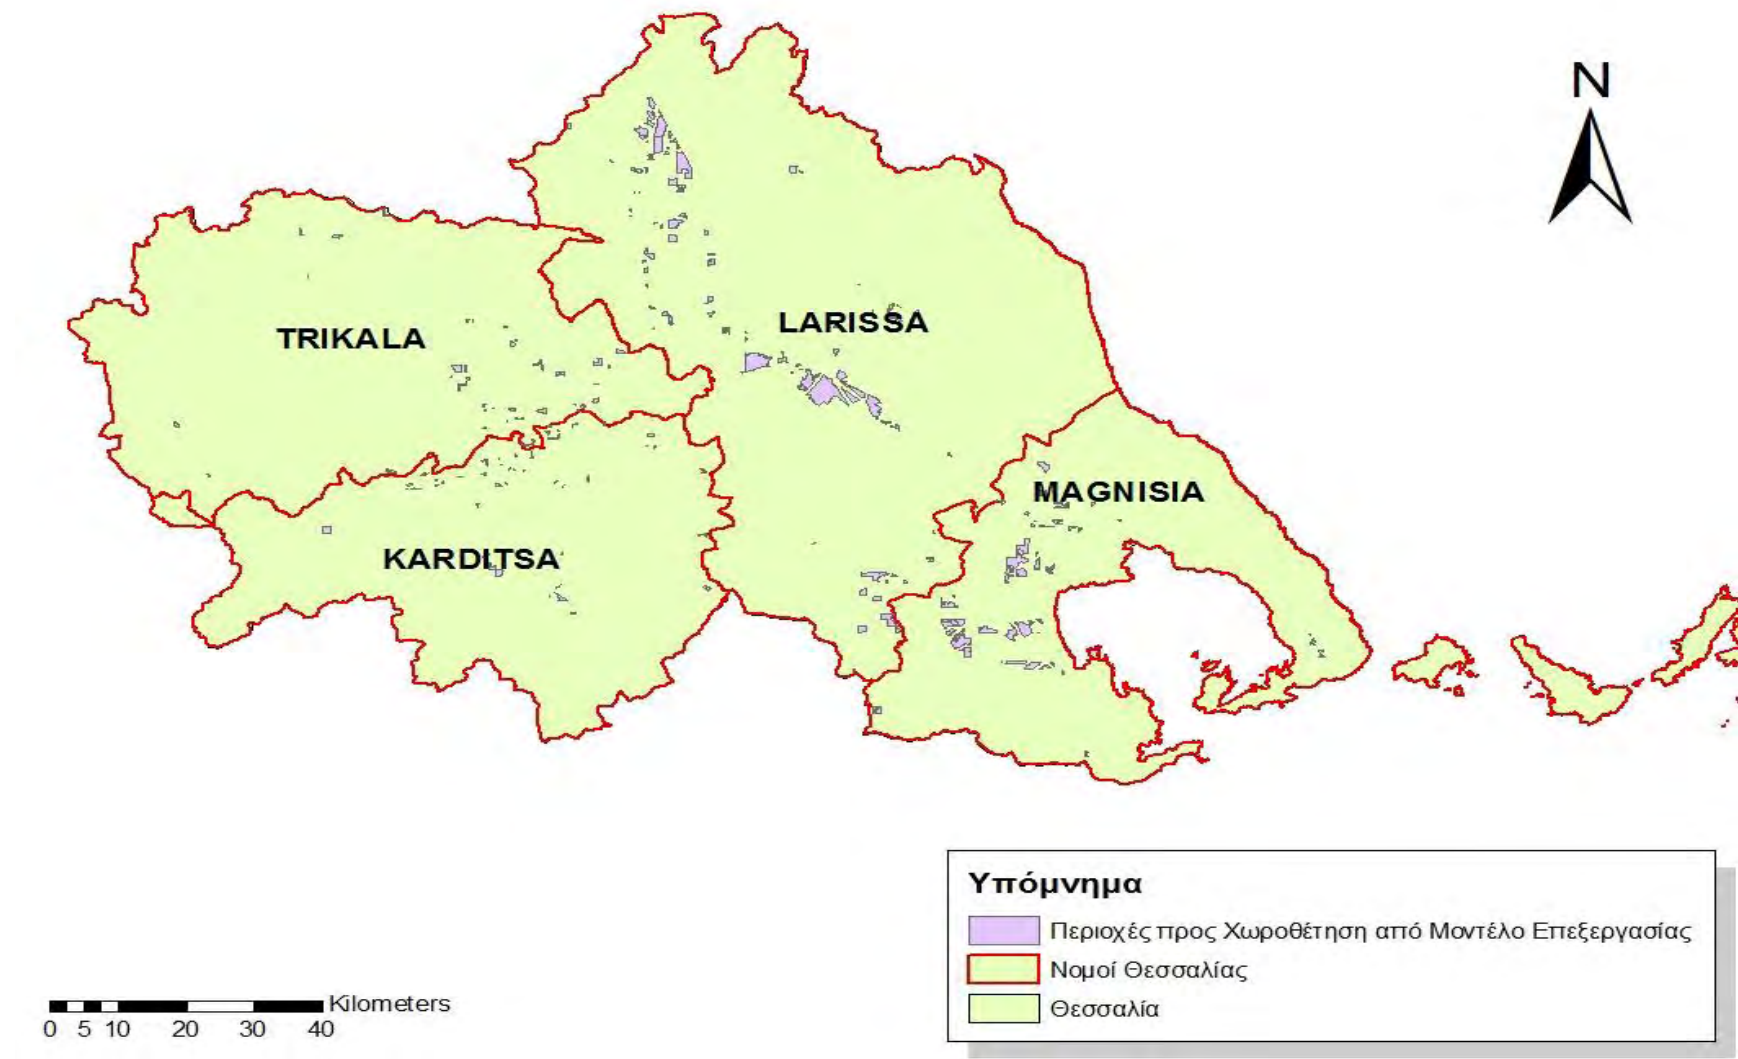 N
LARISSA
TRIKALA
MAGNISIA
KARDITSA
Υπόμνημα
Περιοχές προς Χωροθέτηση από Μοντέλο Επεξεργασίας
Νομοί Θεσσαλίας
Θεσσαλία
Kilometers
0 5 10 20 30 40